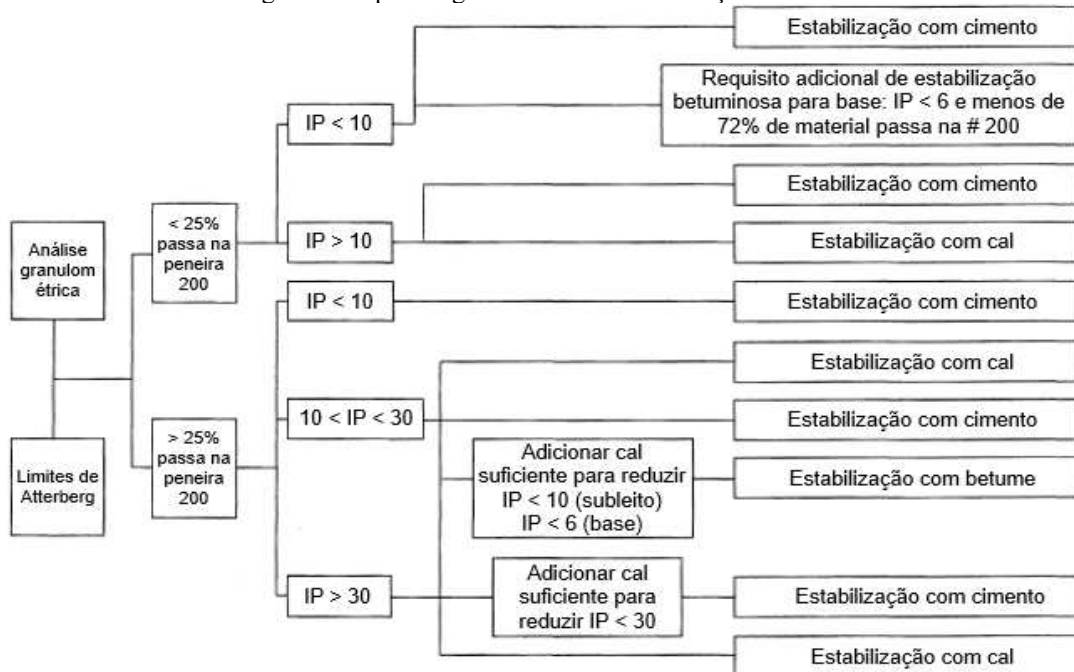 Estabilização com cimento
Requisito adicional de estabilização
betuminosa para base: IP < 6 e menos de
72% de material passa na # 200
IP < 10
Estabilização com cimento
< 25%
passa na
peneira
200
IP > 10
Estabilização com cal
Análise
granulom
étrica
IP < 10
Estabilização com cimento
Estabilização com cal
10 < IP < 30
Estabilização com cimento
Limites de
Atterberg
> 25%
passa na
peneira
200
Adicionar cal
suficiente para reduzir
IP < 10 (subleito)
IP < 6 (base)
Estabilização com betume
IP > 30
Adicionar cal
suficiente para
reduzir IP < 30
Estabilização com cimento
Estabilização com cal